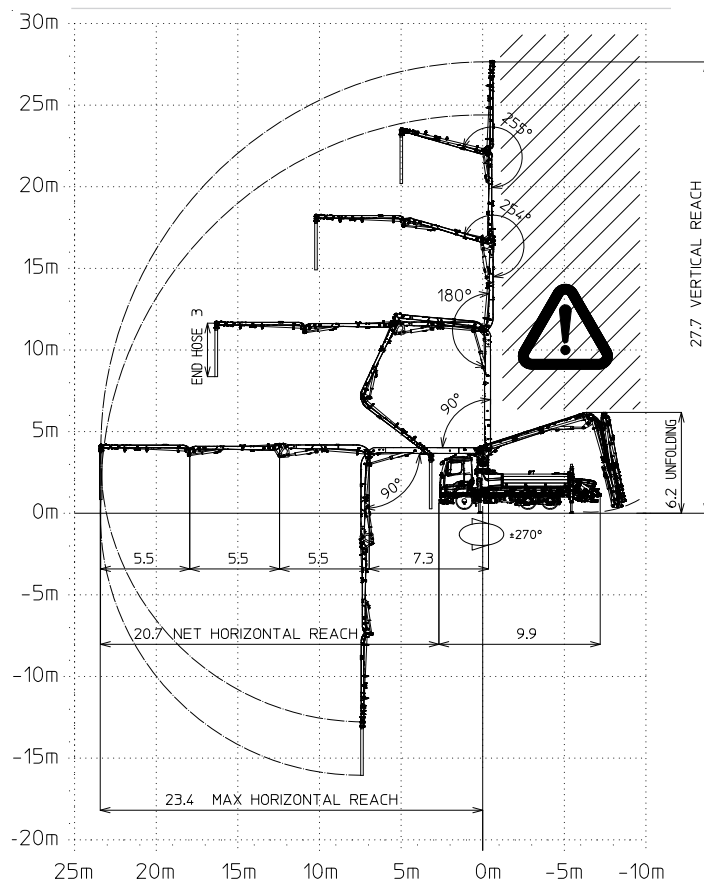 30m
25m
20m
15m
10m
5m
0m
-5m
-10m
-15m
-20m
25m 20m 15m 10m 5m 0m -5m -10m
255°
254°
180°
90°
90°
±270°
END HOSE 3
27.7 VERTICAL REACH
6.2 UNFOLDING
5.5 5.5 5.5 7.3
20.7 NET HORIZONTAL REACH 9.9
23.4 MAX HORIZONTAL REACH